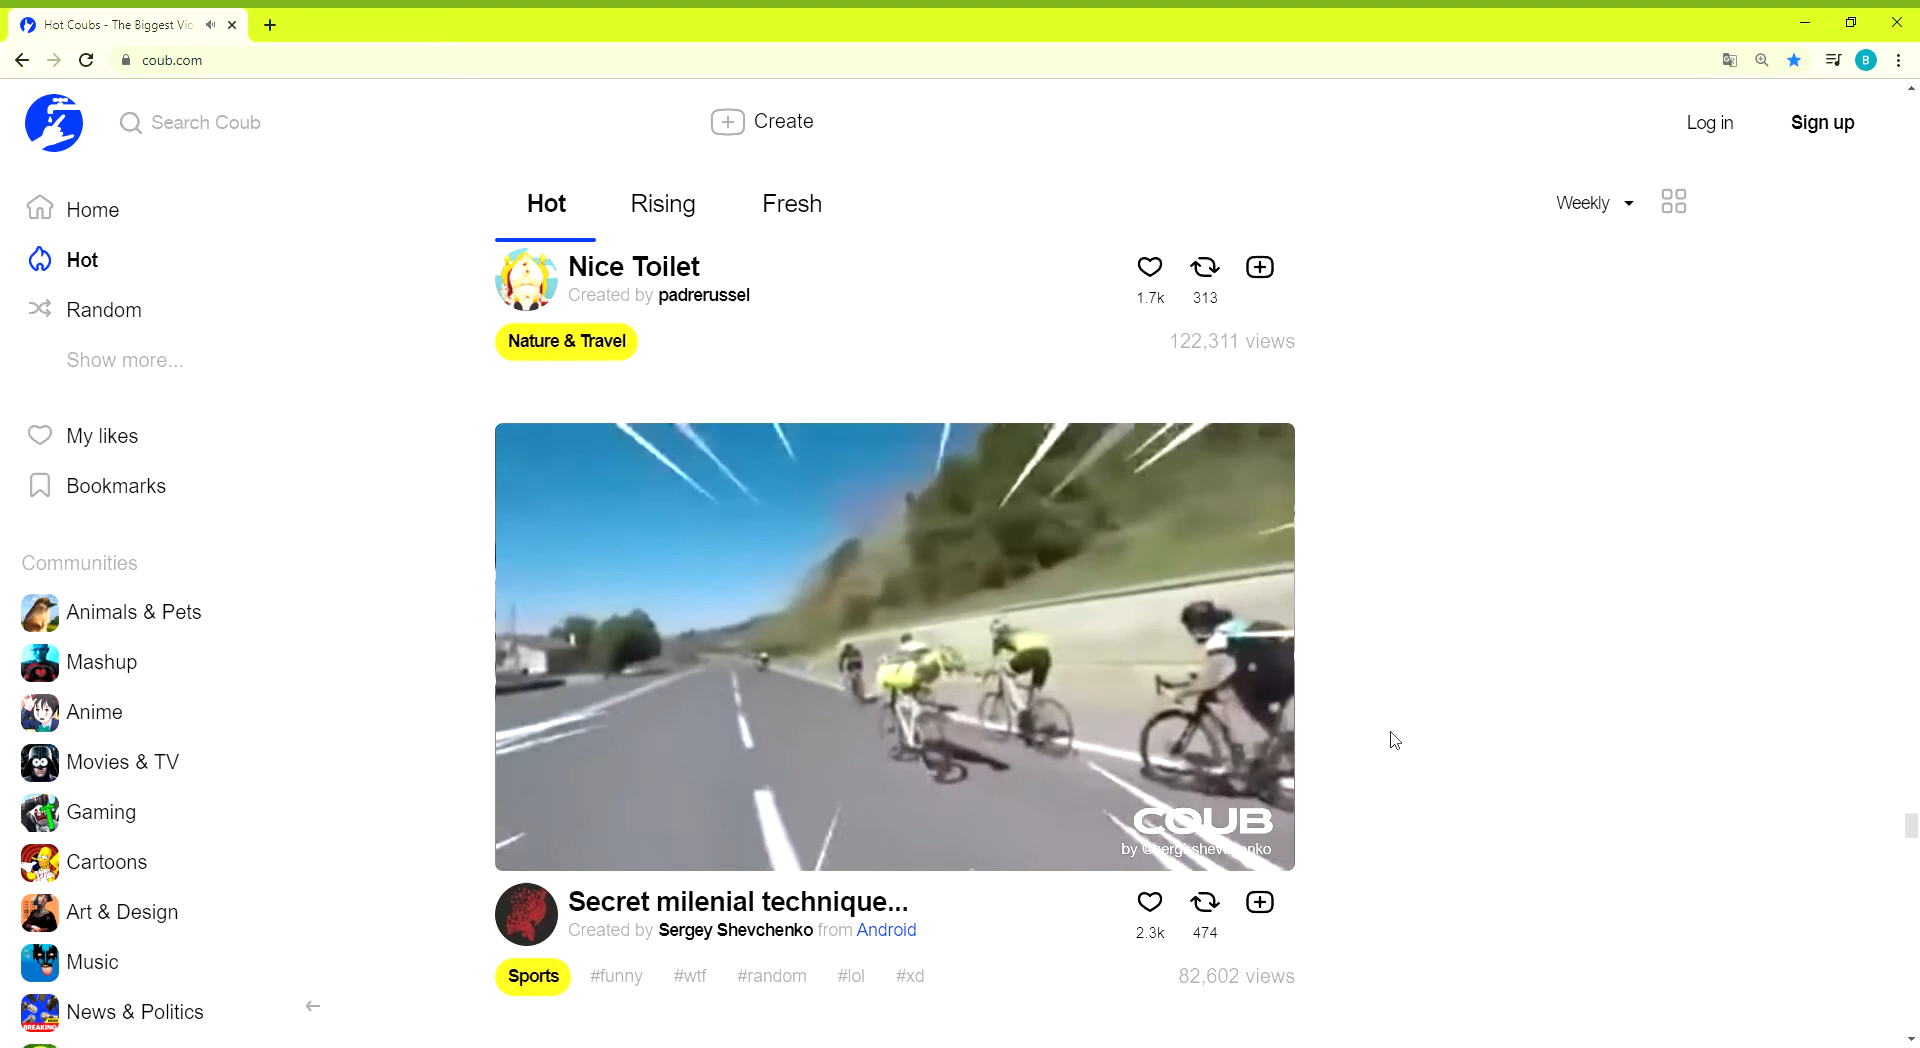 Hot Coubs - The Biggest Vic
coub.com
B
Search Coub
Create
Log in
Sign up
Home
Hot
Random
Show more...
My likes
Bookmarks
Communities
Animals & Pets
Mashup
Anime
Movies & TV
Gaming
Cartoons
Art & Design
Music
News & Politics
BREAKING
Hot
Rising
Fresh
Weekly
Nice Toilet
Created by padrerussel
1.7k
313
Nature & Travel
122,311 views
COUB
by
Secret milenial technique...
Created by Sergey Shevchenko from Android
2.3k
474
Sports
#funny
#wtf
#random
#lol
#xd
82,602 views